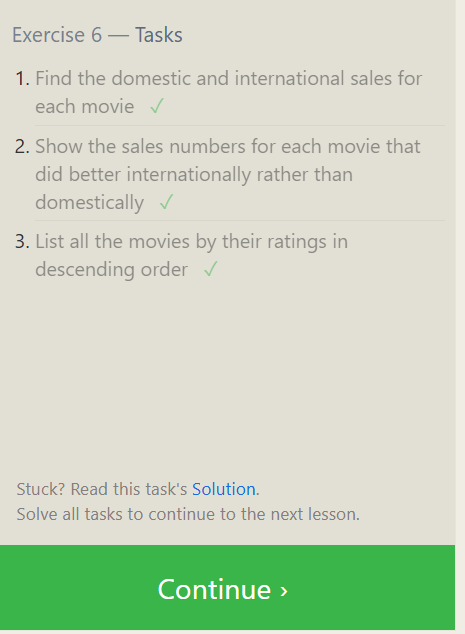 Exercise 6 — Tasks
1. Find the domestic and international sales for
each movie ✓
2. Show the sales numbers for each movie that
did better internationally rather than
domestically ✓
3. List all the movies by their ratings in
descending order ✓
Stuck? Read this task's Solution.
Solve all tasks to continue to the next lesson.
Continue ›